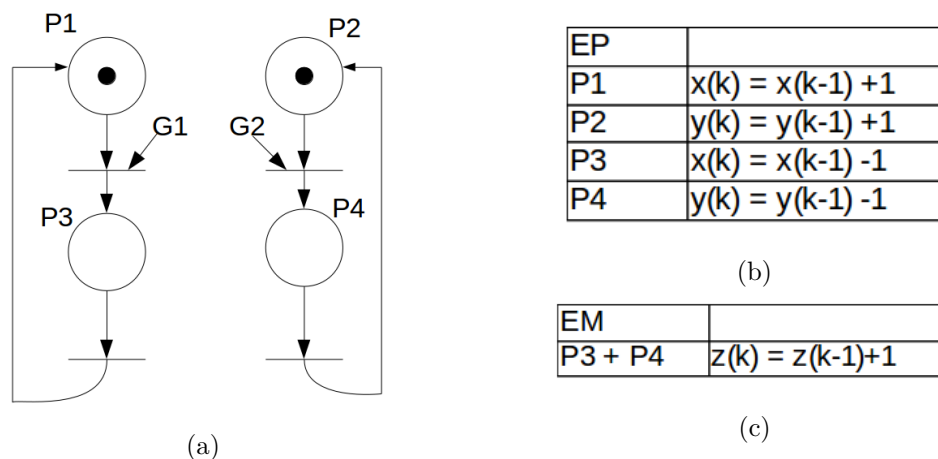 P1
P2
G1
G2
P3
P4
(a)
EP
P1 x(k) = x(k-1) +1
P2 y(k) = y(k-1) +1
P3 x(k) = x(k-1) -1
P4 y(k) = y(k-1) -1
(b)
EM
P3 + P4 z(k) = z(k-1)+1
(c)